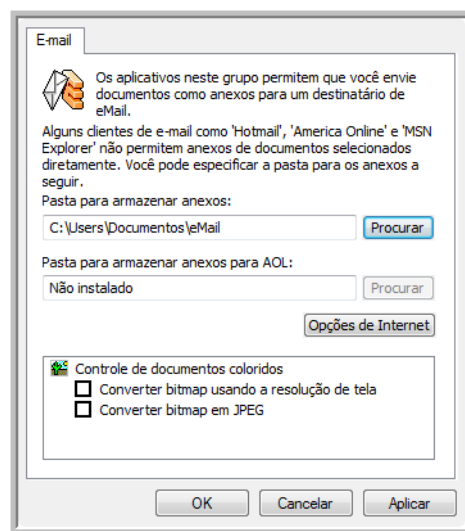 E-mail
Os aplicativos neste grupo permitem que você envie
documentos como anexos para um destinatário de
eMail.
Alguns clientes de e-mail como 'Hotmail', 'America Online' e 'MSN
Explorer' não permitem anexos de documentos selecionados
diretamente. Você pode especificar a pasta para os anexos a
seguir.
Pasta para armazenar anexos:
C:\Users\Documentos\eMail
Procurar
Pasta para armazenar anexos para AOL:
Não instalado
Procurar
Opções de Internet
Controle de documentos coloridos
Converter bitmap usando a resolução de tela
Converter bitmap em JPEG
OK
Cancelar
Aplicar